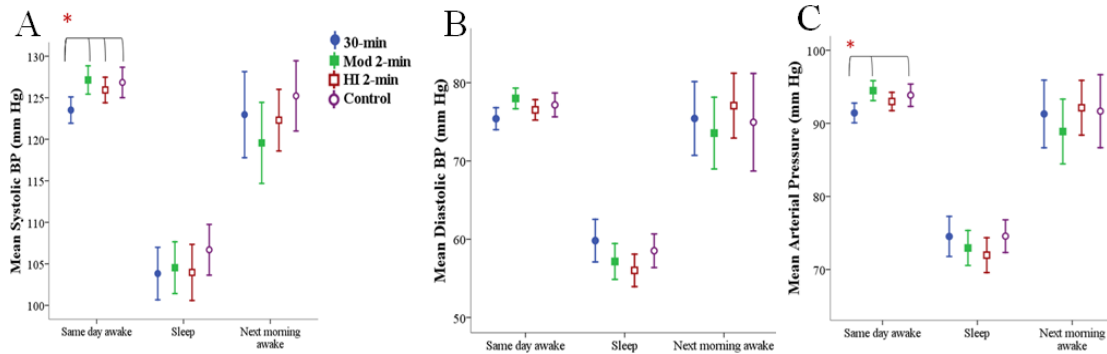 A
*
Mean Systolic BP (mm Hg)
130
125
120
115
110
105
100
Same day awake
Sleep
Next morning
awake
30-min
Mod 2-min
HI 2-min
Control
B
Mean Diastolic BP (mm Hg)
80
70
60
50
Same day awake
Sleep
Next morning awake
C
*
Mean Arterial Pressure (mm Hg)
100
90
80
70
Same day awake
Sleep
Next morning
awake